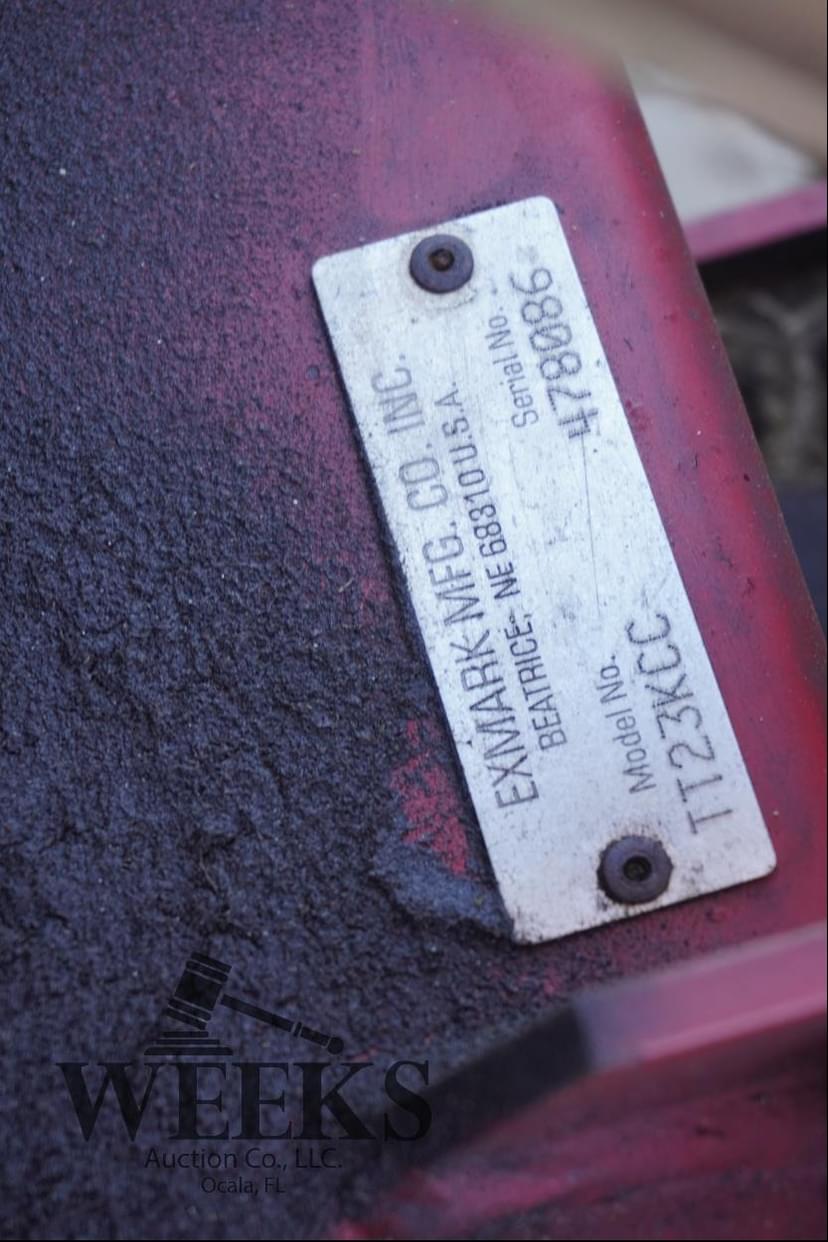 EXMARK MFG. CO. INC.
BEATRICE, NE 68310 U.S.A.
Model No.
TT23KCC
Serial No.
478086
WEEKS
Auction Co., LLC.
Ocala, FL